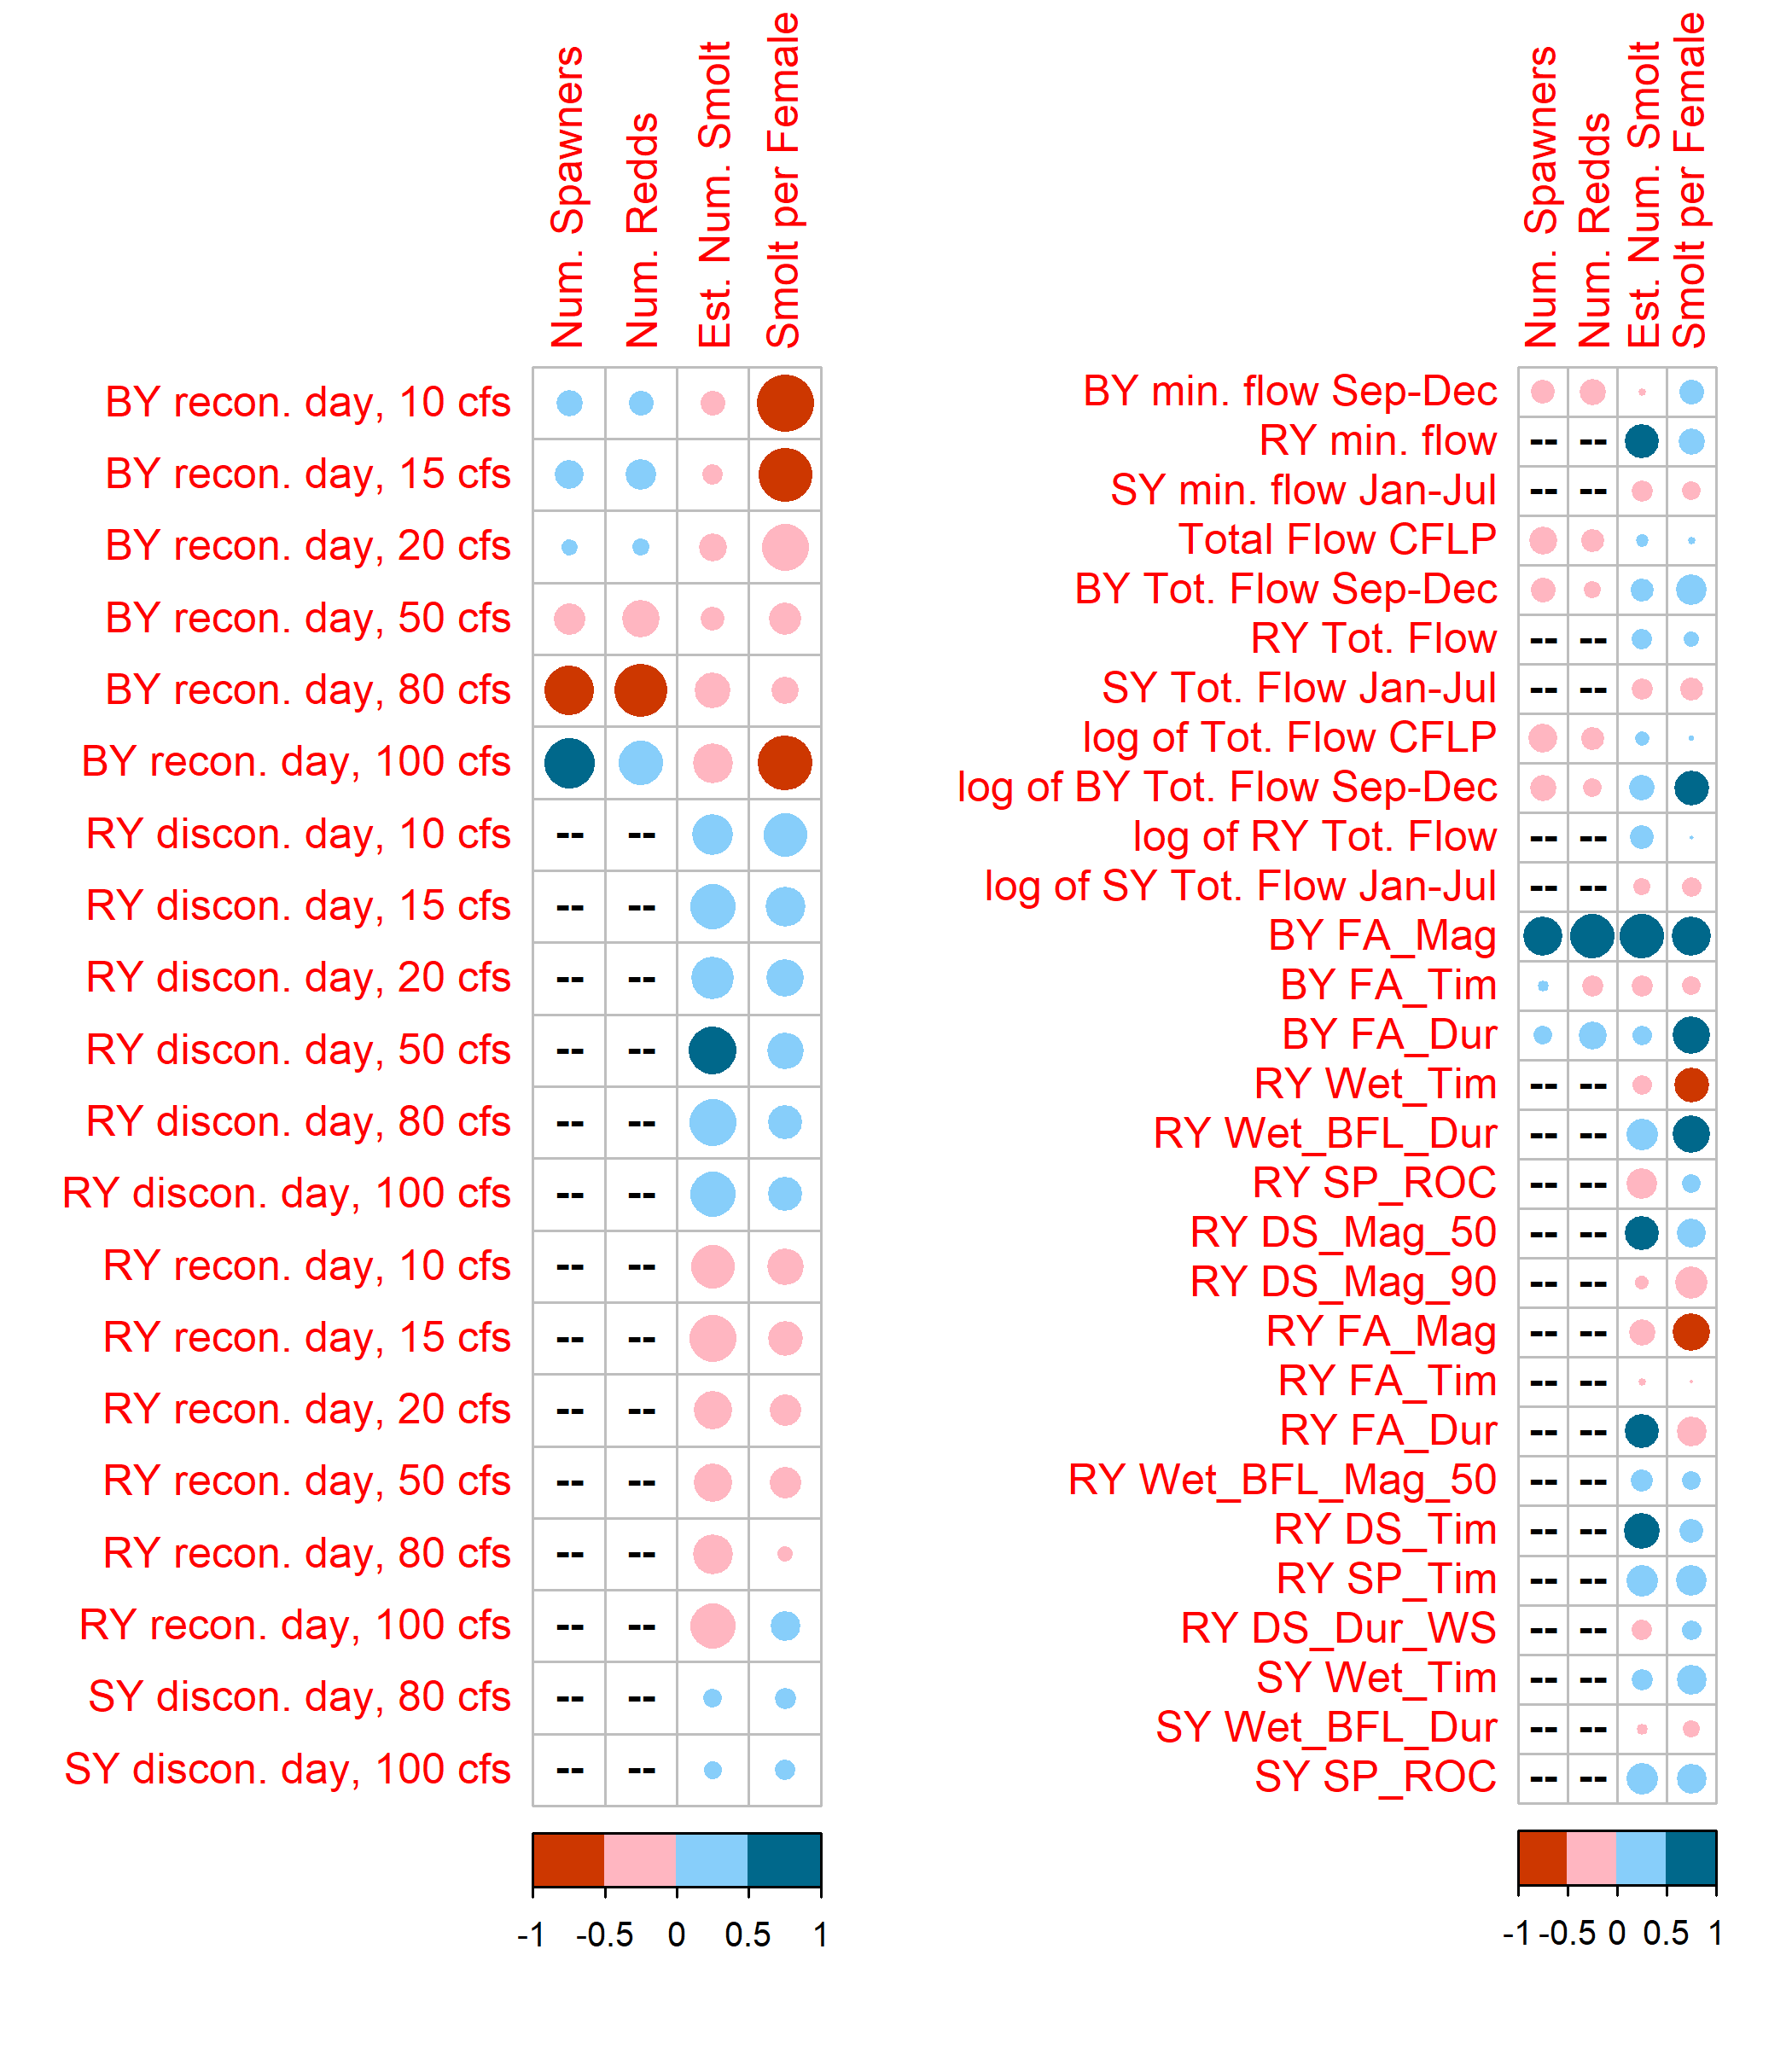 Num. Spawners
Num. Redds
Est. Num. Smolt
Smolt per Female
BY recon. day, 10 cfs
BY recon. day, 15 cfs
BY recon. day, 20 cfs
BY recon. day, 50 cfs
BY recon. day, 80 cfs
BY recon. day, 100 cfs
RY discon. day, 10 cfs -- --
RY discon. day, 15 cfs -- --
RY discon. day, 20 cfs -- --
RY discon. day, 50 cfs -- --
RY discon. day, 80 cfs -- --
RY discon. day, 100 cfs -- --
RY recon. day, 10 cfs -- --
RY recon. day, 15 cfs -- --
RY recon. day, 20 cfs -- --
RY recon. day, 50 cfs -- --
RY recon. day, 80 cfs -- --
RY recon. day, 100 cfs -- --
SY discon. day, 80 cfs -- --
SY discon. day, 100 cfs -- --
-1 -0.5 0 0.5 1
Num. Spawners
Num. Redds
Est. Num. Smolt
Smolt per Female
BY min. flow Sep-Dec
RY min. flow -- --
SY min. flow Jan-Jul -- --
Total Flow CFLP
BY Tot. Flow Sep-Dec
RY Tot. Flow -- --
SY Tot. Flow Jan-Jul -- --
log of Tot. Flow CFLP
log of BY Tot. Flow Sep-Dec
log of RY Tot. Flow -- --
log of SY Tot. Flow Jan-Jul -- --
BY FA_Mag
BY FA_Tim
BY FA_Dur
RY Wet_Tim -- --
RY Wet_BFL_Dur -- --
RY SP_ROC -- --
RY DS_Mag_50 -- --
RY DS_Mag_90 -- --
RY FA_Mag -- --
RY FA_Tim -- --
RY FA_Dur -- --
RY Wet_BFL_Mag_50 -- --
RY DS_Tim -- --
RY SP_Tim -- --
RY DS_Dur_WS -- --
SY Wet_Tim -- --
SY Wet_BFL_Dur -- --
SY SP_ROC -- --
-1 -0.5 0 0.5 1